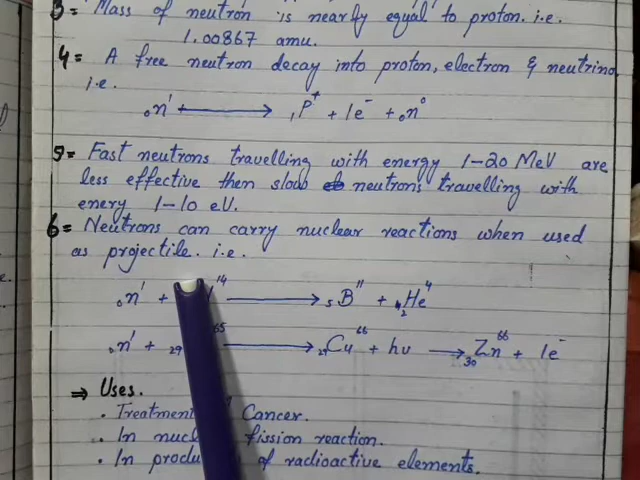 3= Mass of neutron is nearly equal to proton. i.e.
1.00867 amu.
4= A free neutron decay into proton, electron & neutrino
i.e.
₀n¹ ⟶ ₁P⁺ + 1e⁻ + ₀n⁰
5= Fast neutrons travelling with energy 1–20 MeV are
less effective then slow neutrons travelling with
enery 1–10 eV.
6= Neutrons can carry nuclear reactions when used
as projectile. i.e.
₀n¹ + ¹⁴ ⟶ ₅B¹¹ + ₂He⁴
₀n¹ + ₂₉ ⁶⁵ ⟶ ₂₉Cu⁶⁶ + hν ⟶ ₃₀Zn⁶⁶ + 1e⁻
⇒ Uses.
• Treatment Cancer.
• In fission reaction.
• In of radioactive elements.